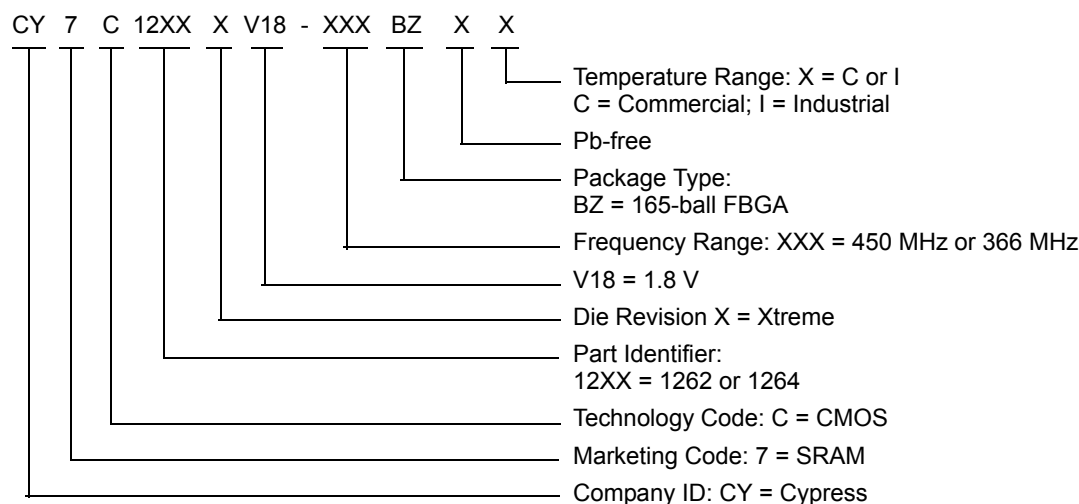 CY 7 C 12XX X V18 - XXX BZ X X
Temperature Range: X = C or I
C = Commercial; I = Industrial
Pb-free
Package Type:
BZ = 165-ball FBGA
Frequency Range: XXX = 450 MHz or 366 MHz
V18 = 1.8 V
Die Revision X = Xtreme
Part Identifier:
12XX = 1262 or 1264
Technology Code: C = CMOS
Marketing Code: 7 = SRAM
Company ID: CY = Cypress